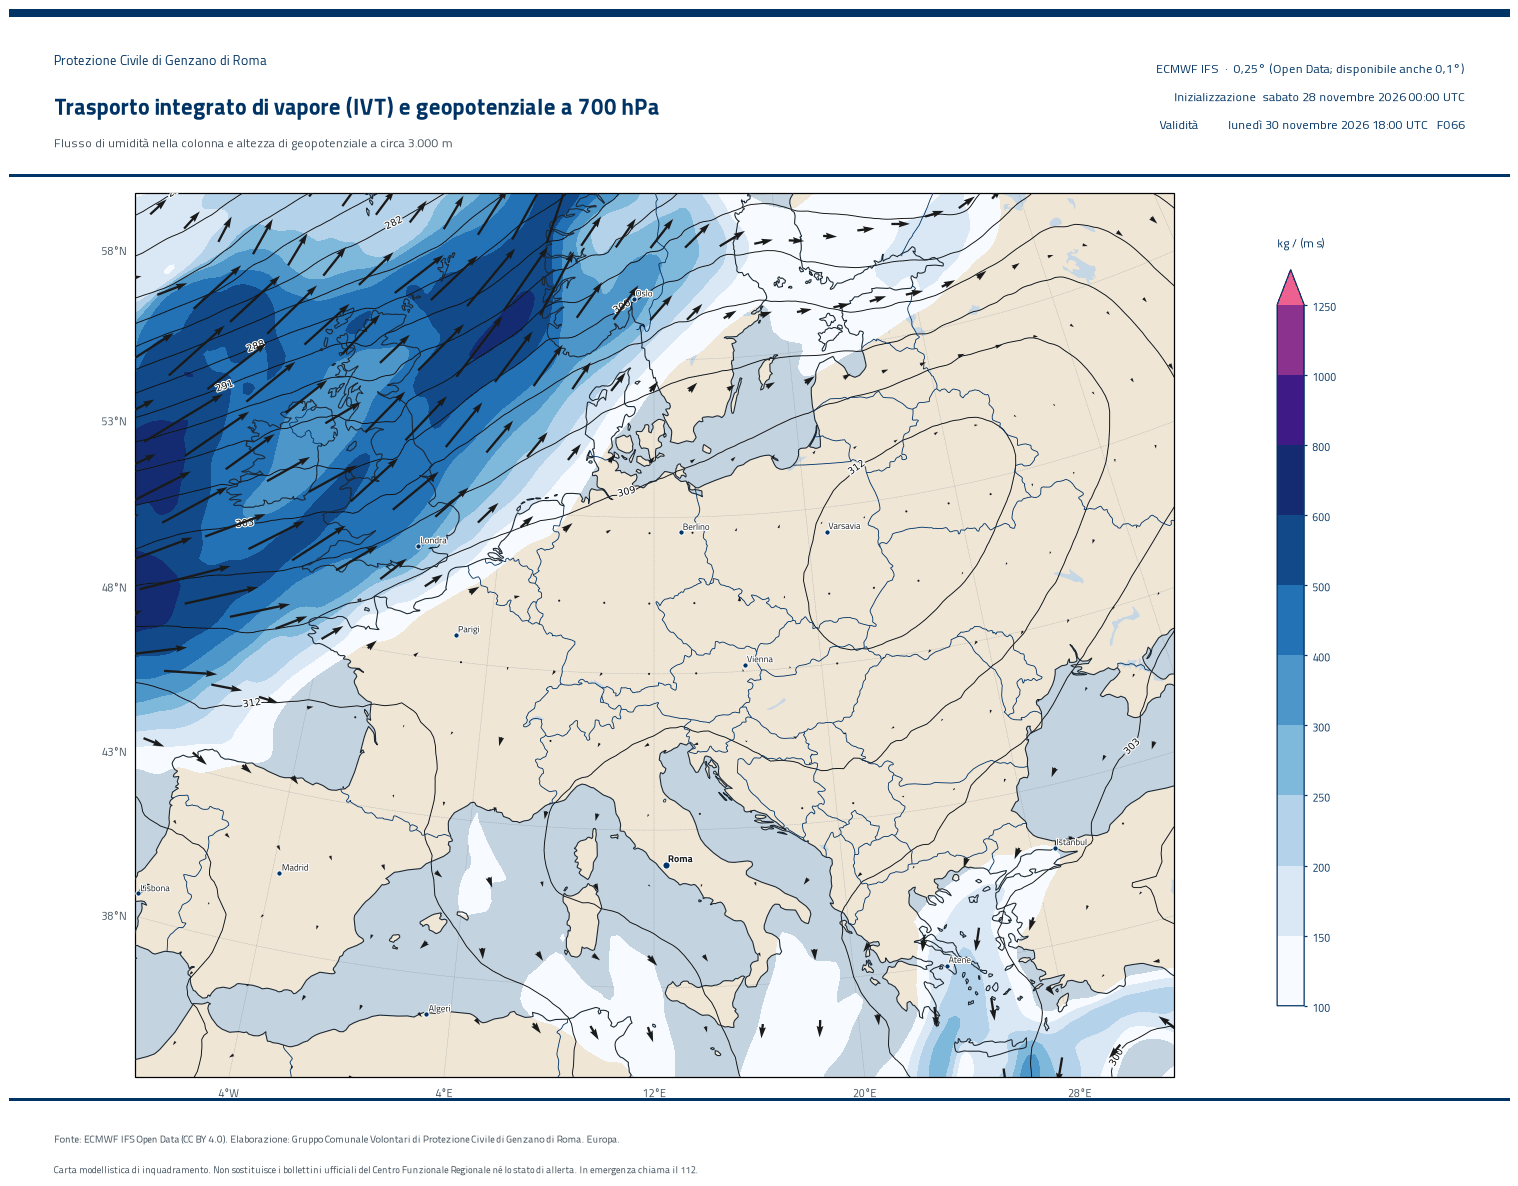 Protezione Civile di Genzano di Roma
Trasporto integrato di vapore (IVT) e geopotenziale a 700 hPa
Flusso di umidità nella colonna e altezza di geopotenziale a circa 3.000 m
ECMWF IFS · 0,25° (Open Data; disponibile anche 0,1°)
Inizializzazione sabato 28 novembre 2026 00:00 UTC
Validità lunedì 30 novembre 2026 18:00 UTC F066
282
58°N
Oslo
288
291
53°N
312
309
Berlino
Varsavia
Londra
48°N
Parigi
Vienna
312
43°N
303
Istanbul
Roma
Madrid
Lisbona
38°N
Atene
Algeri
300
4°W
4°E
12°E
20°E
28°E
kg / (m s)
1250
1000
800
600
500
400
300
250
200
150
100
Fonte: ECMWF IFS Open Data (CC BY 4.0). Elaborazione: Gruppo Comunale Volontari di Protezione Civile di Genzano di Roma. Europa.
Carta modellistica di inquadramento. Non sostituisce i bollettini ufficiali del Centro Funzionale Regionale né lo stato di allerta. In emergenza chiama il 112.